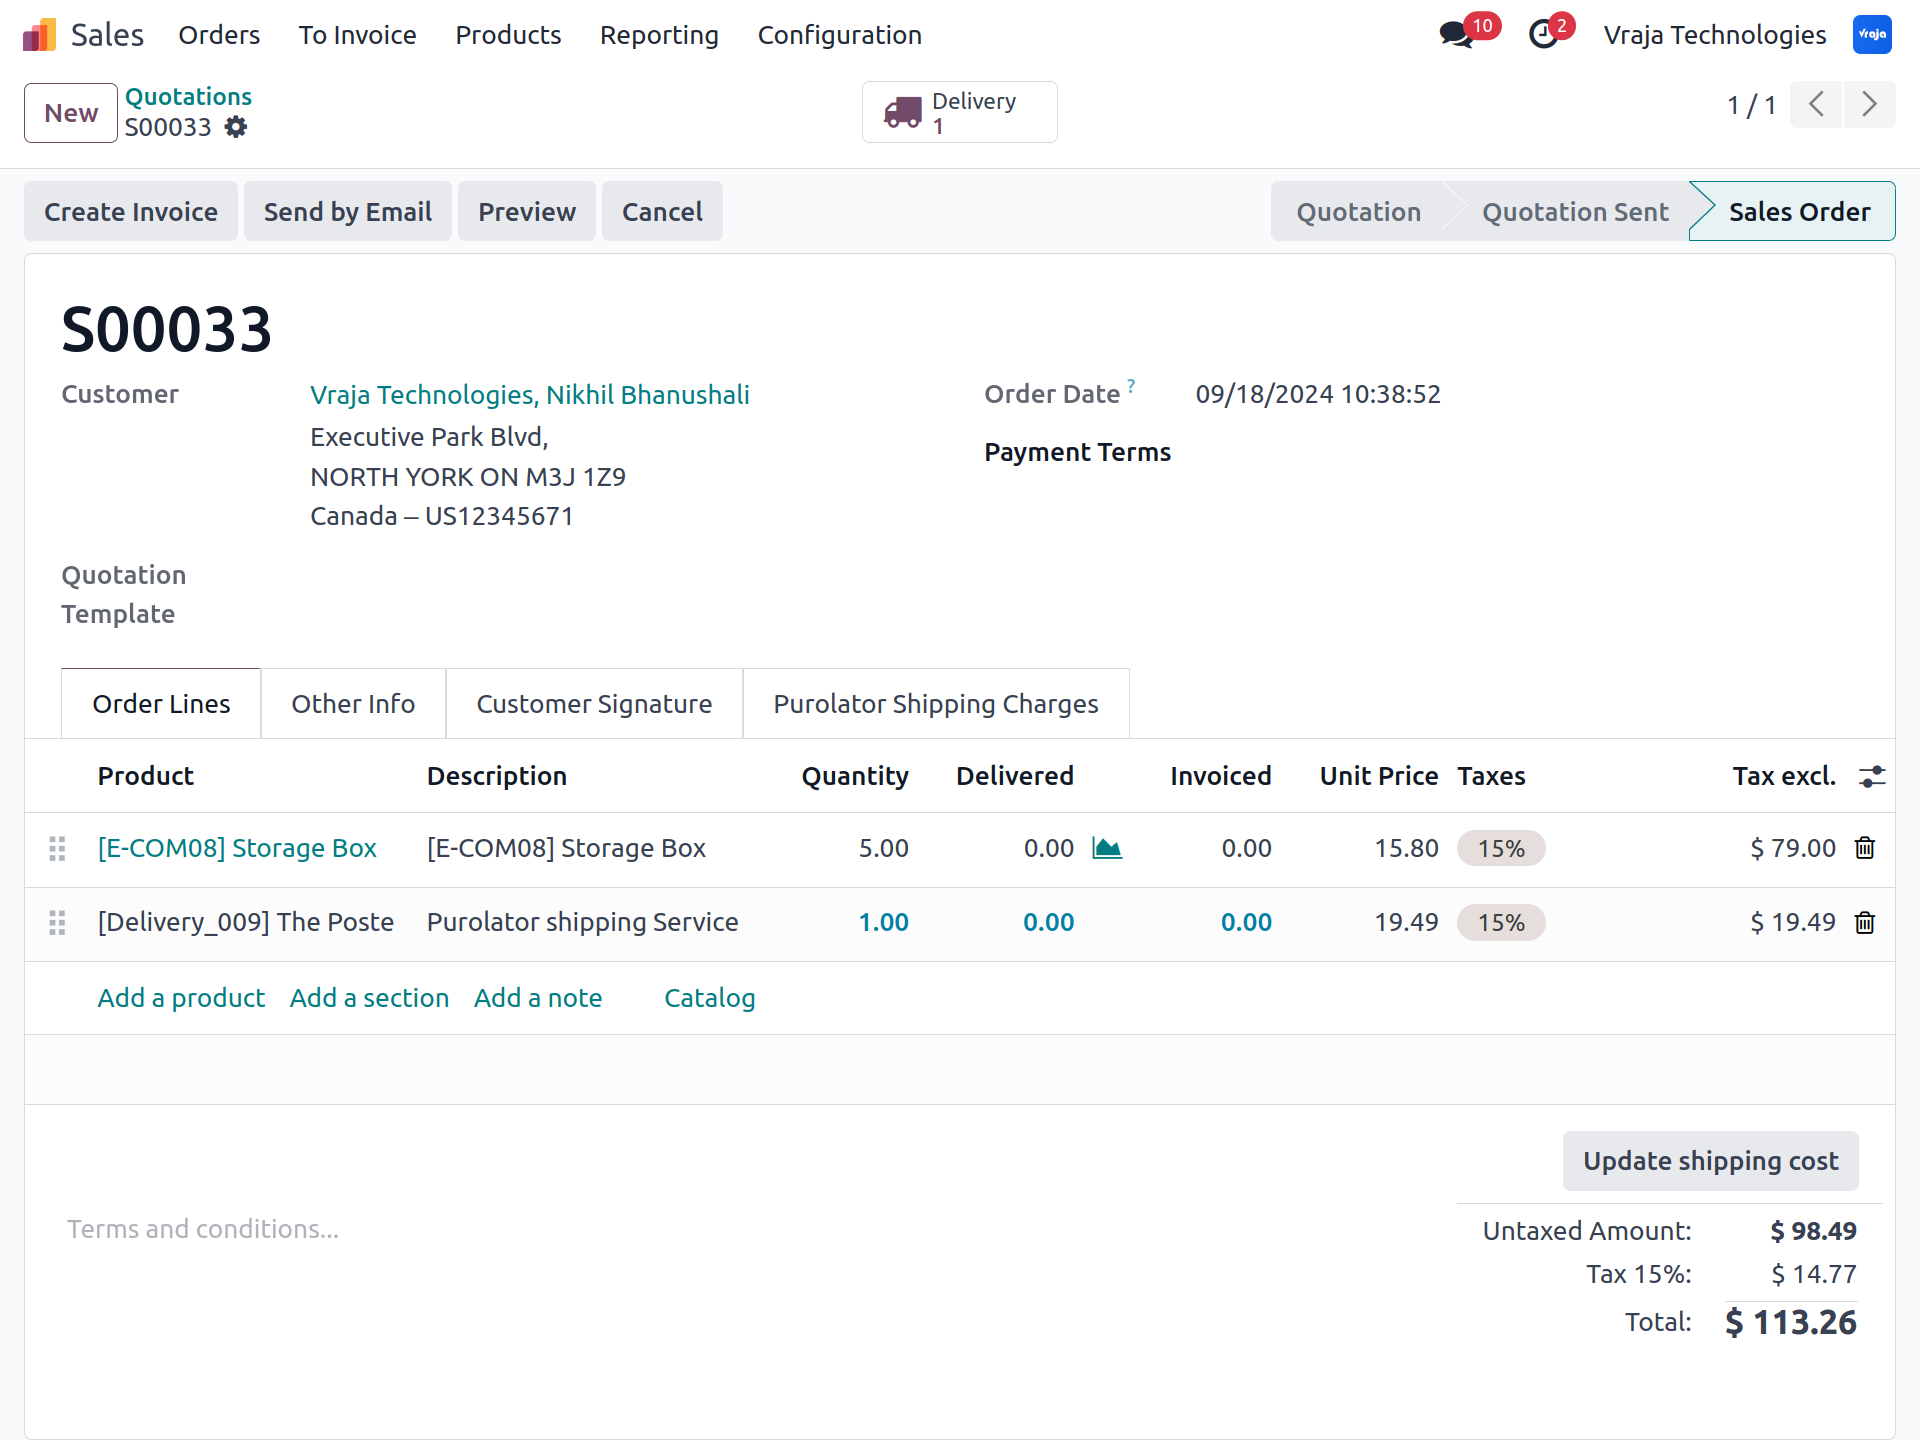 Sales Orders To Invoice Products Reporting Configuration 10 2 Vraja Technologies vraja
New Quotations Delivery 1 / 1
S00033 1
Create Invoice Send by Email Preview Cancel Quotation Quotation Sent Sales Order
S00033
Customer Vraja Technologies, Nikhil Bhanushali Order Date ? 09/18/2024 10:38:52
Executive Park Blvd, Payment Terms
NORTH YORK ON M3J 1Z9
Canada – US12345671
Quotation
Template
Order Lines Other Info Customer Signature Purolator Shipping Charges
Product Description Quantity Delivered Invoiced Unit Price Taxes Tax excl.
[E-COM08] Storage Box [E-COM08] Storage Box 5.00 0.00 0.00 15.80 15% $ 79.00
[Delivery_009] The Poste Purolator shipping Service 1.00 0.00 0.00 19.49 15% $ 19.49
Add a product Add a section Add a note Catalog
Update shipping cost
Terms and conditions... Untaxed Amount: $ 98.49
Tax 15%: $ 14.77
Total: $ 113.26